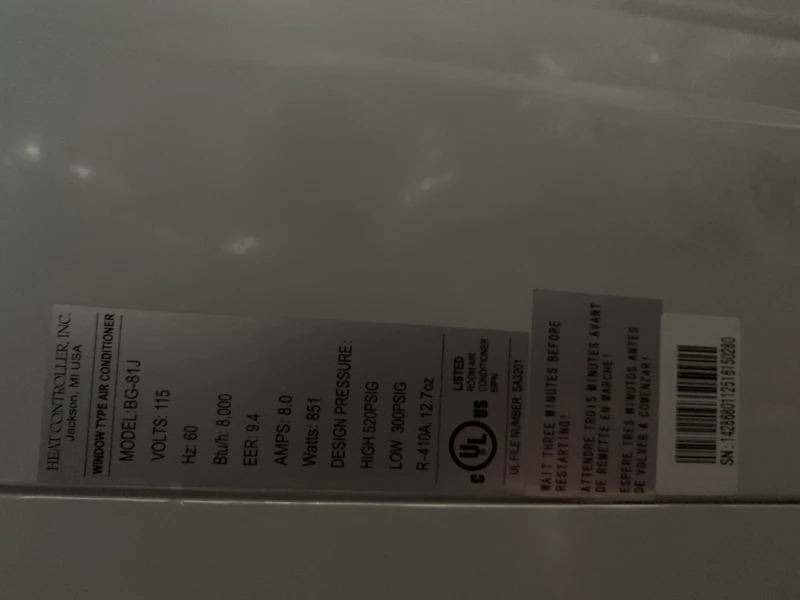 HEAT CONTROLLER, INC.
Jackson, MI USA
WINDOW TYPE AIR CONDITIONER
MODEL:BG-81J
VOLTS: 115
Hz: 60
Btu/h: 8,000
EER: 9.4
AMPS: 8.0
Watts: 851
DESIGN PRESSURE:
HIGH 520PSIG
LOW 300PSIG
R-410A: 12.7oz
C UL US
LISTED
ROOM AIR
CONDITIONER
59PN
UL FILE NUMBER: SA3201
WAIT THREE MINUTES BEFORE
RESTARTING!
ATTENDRE TROIS MINUTES AVANT
DE REMETTE EN MARCHE!
ESPERE TRES MINUTOS ANTES
DE VOLVER A COMENZAR!
SN: